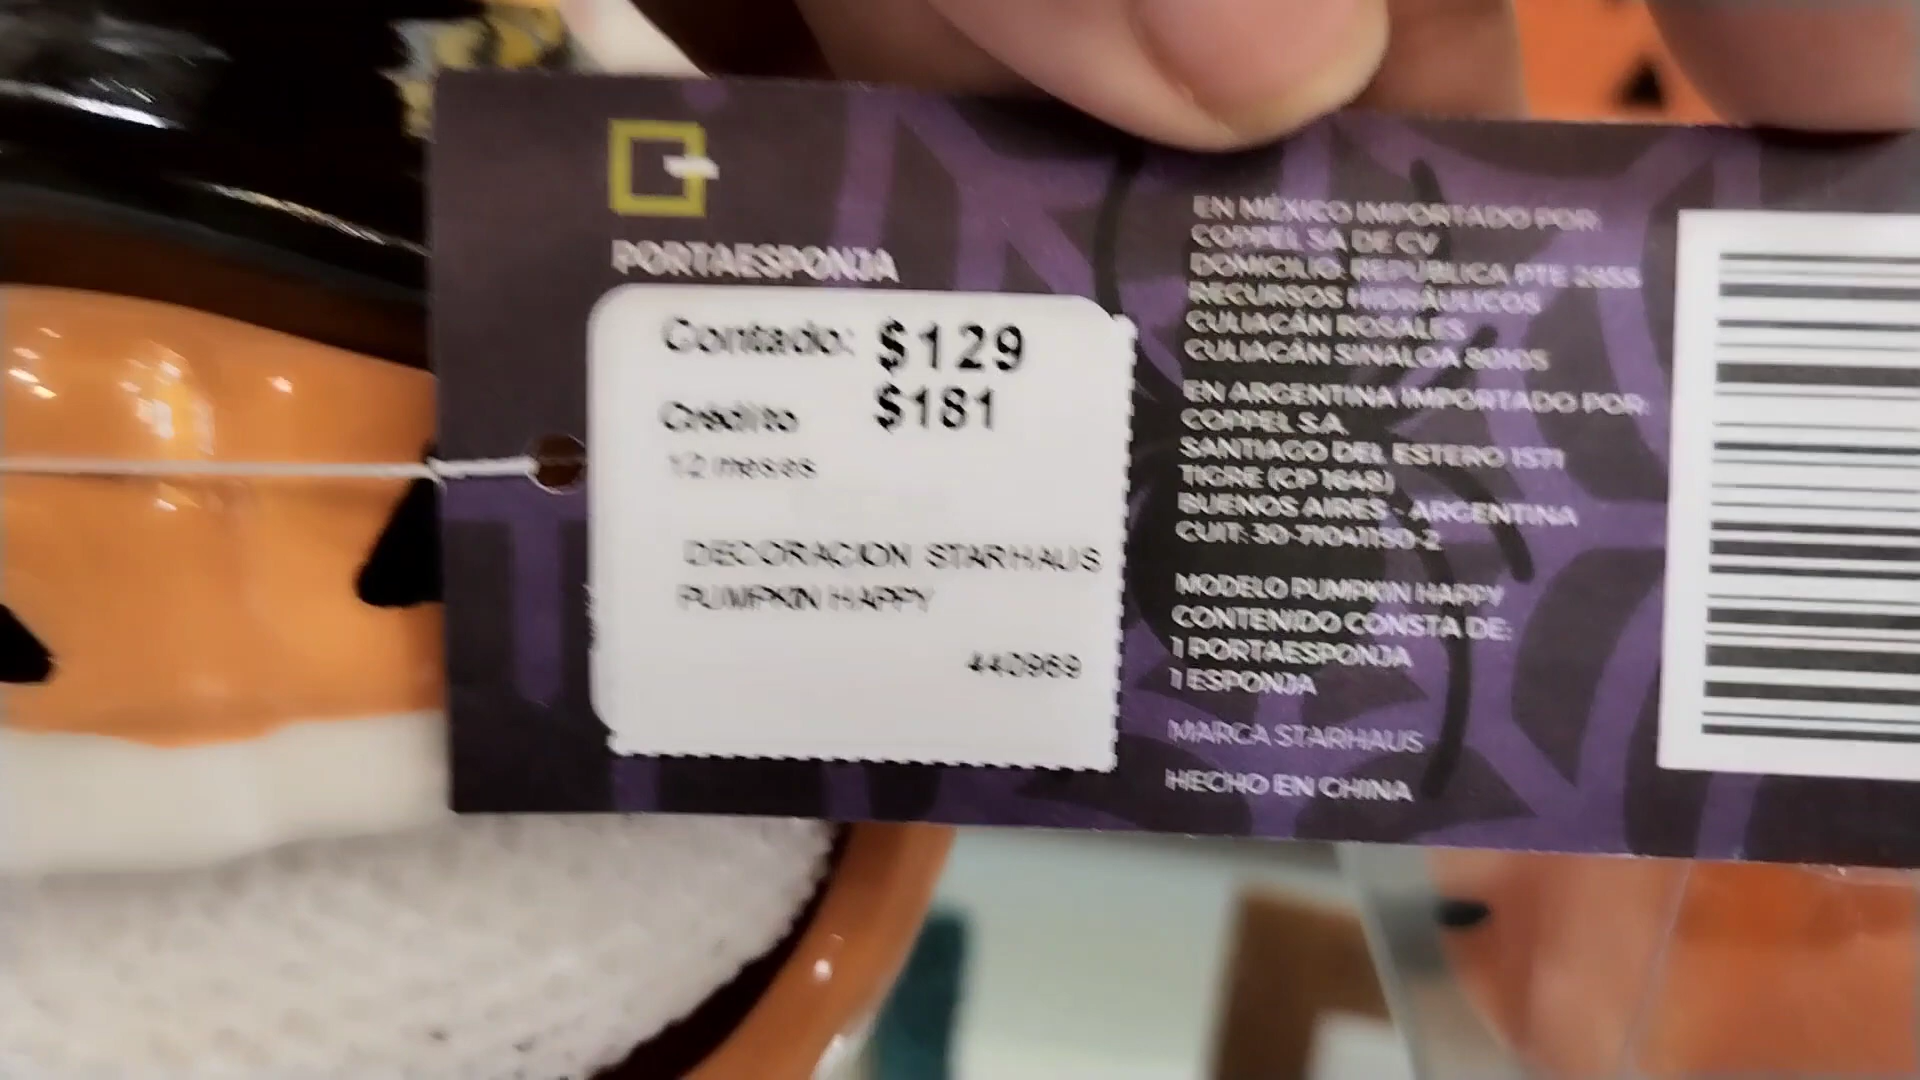 PORTAESPONJA
Contado: $129
Crédito $181
12 meses
DECORACION STARHAUS
PUMPKIN HAPPY
440969
EN MÉXICO IMPORTADO POR:
COPPEL SA DE CV
DOMICILIO: REPÚBLICA PTE 2855
RECURSOS HIDRÁULICOS
CULIACÁN ROSALES
CULIACÁN SINALOA 80105
EN ARGENTINA IMPORTADO POR:
COPPEL S.A.
SANTIAGO DEL ESTERO 1571
TIGRE (CP 1648)
BUENOS AIRES - ARGENTINA
CUIT: 30-71041150-2
MODELO PUMPKIN HAPPY
CONTENIDO CONSTA DE:
1 PORTAESPONJA
1 ESPONJA
MARCA STARHAUS
HECHO EN CHINA